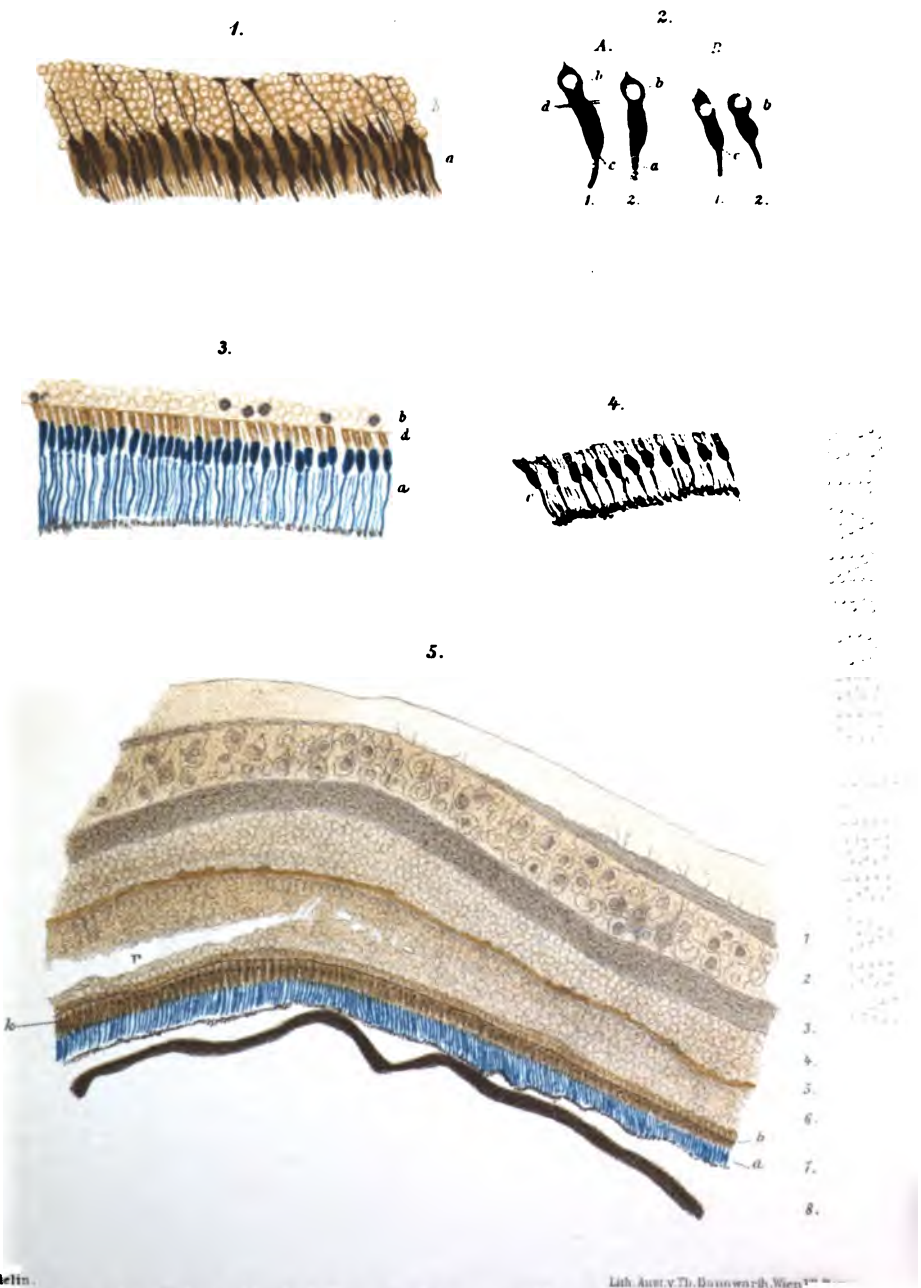 1.
2.
A.
B
b
d
c
a
1.
2.
b
c
1.
2.
b
a
3.
b
d
a
4.
c
5.
r
k
1
2
3.
4.
5.
6.
b
a
7.
8.
delin.
Lith. Anst. v. Th. Bannwarth, Wien